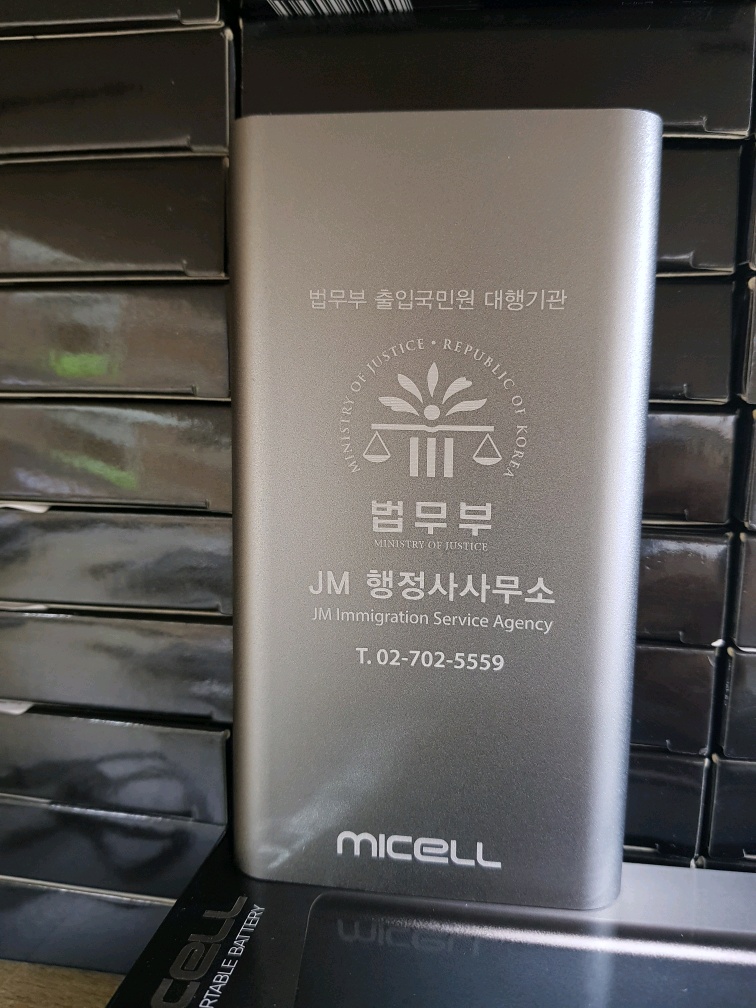 법무부 출입국민원 대행기관
MINISTRY OF JUSTICE • REPUBLIC OF KOREA
법무부
MINISTRY OF JUSTICE
JM 행정사사무소
JM Immigration Service Agency
T. 02-702-5559
micell
cell
RTABLE BATTERY
micell